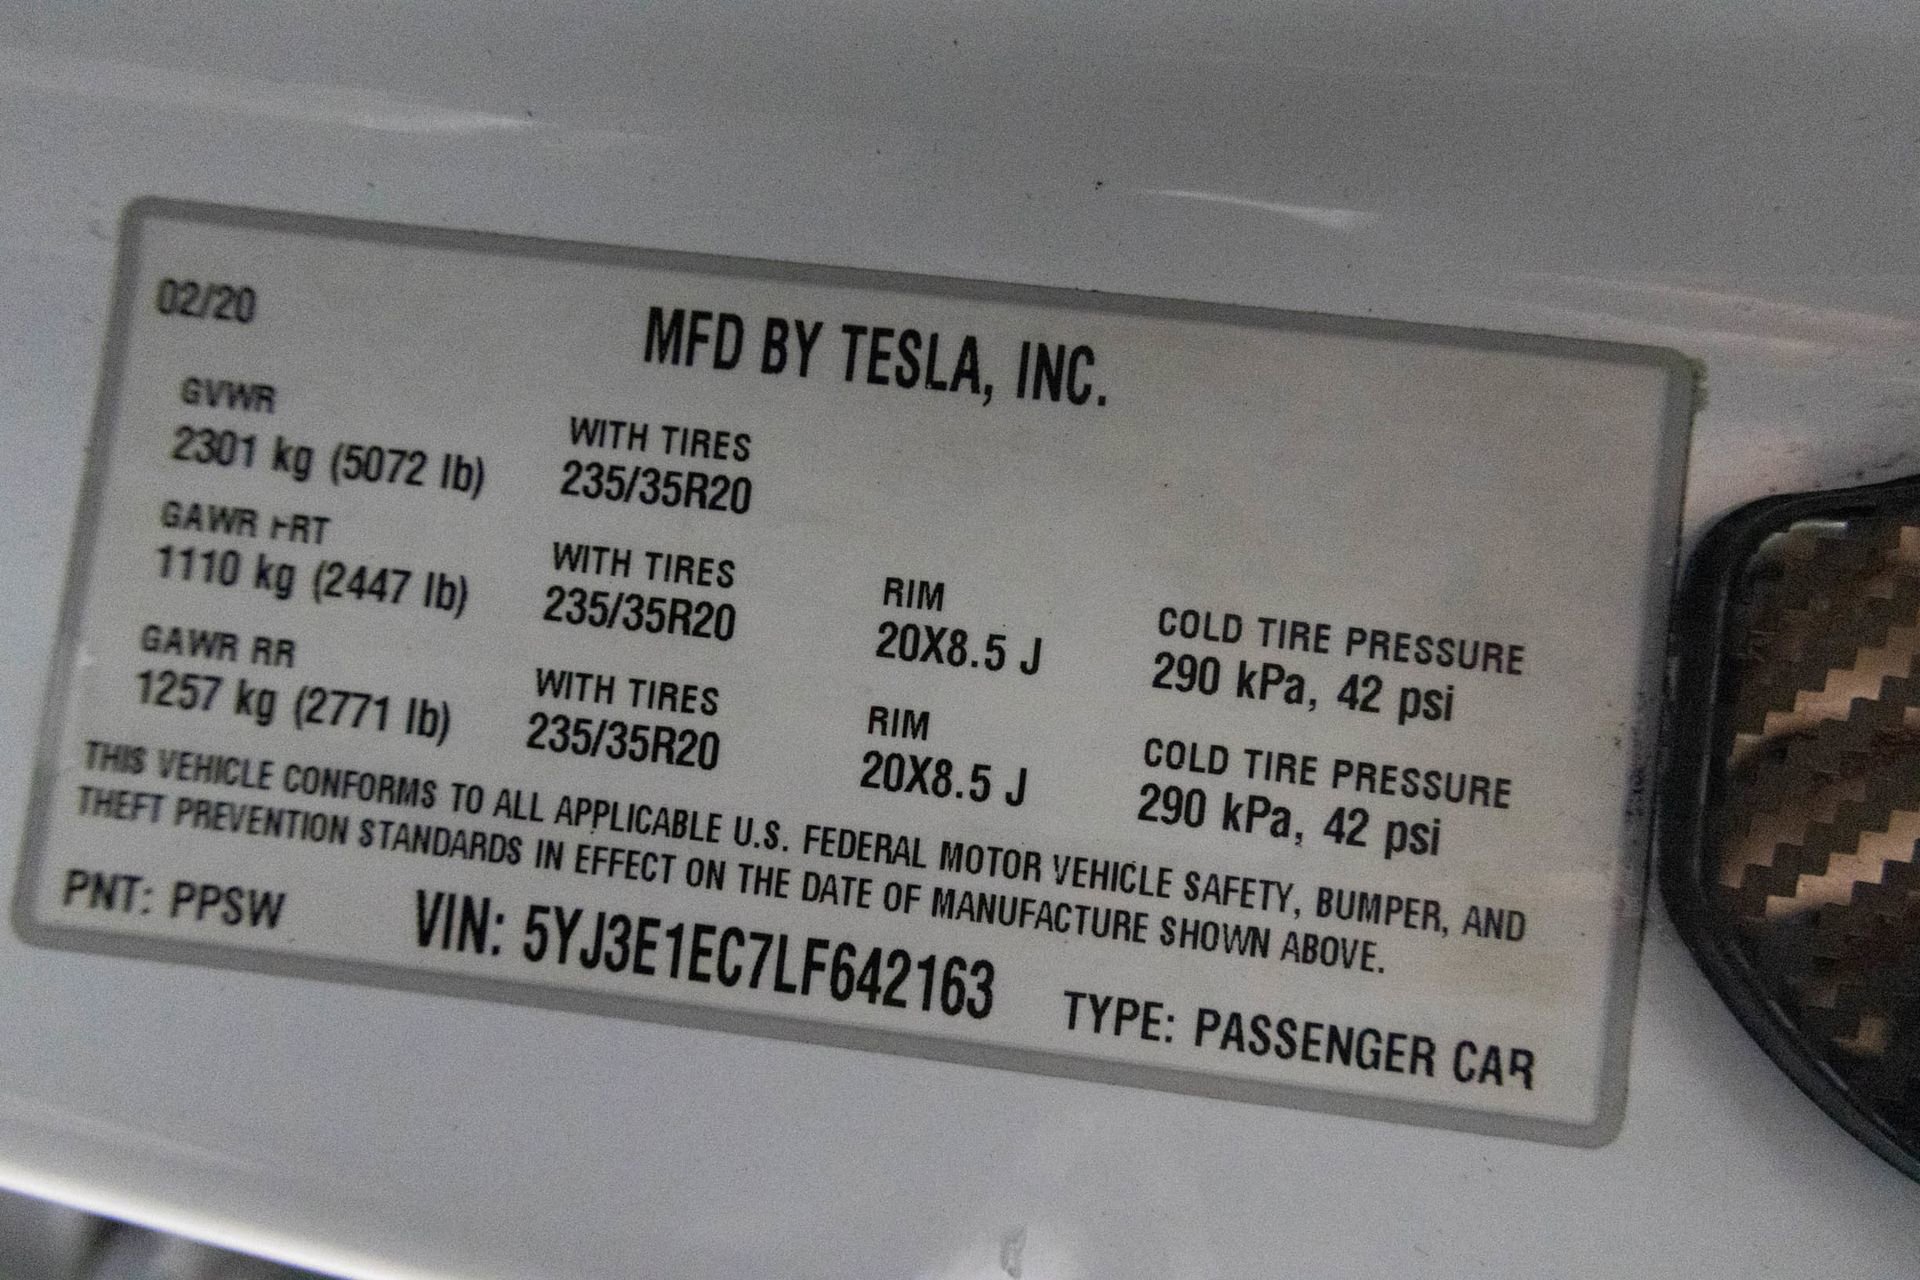 02/20
MFD BY TESLA, INC.
GVWR
2301 kg (5072 lb)
WITH TIRES
235/35R20
GAWR FRT
1110 kg (2447 lb)
WITH TIRES
235/35R20
RIM
20X8.5 J
COLD TIRE PRESSURE
290 kPa, 42 psi
GAWR RR
1257 kg (2771 lb)
WITH TIRES
235/35R20
RIM
20X8.5 J
COLD TIRE PRESSURE
290 kPa, 42 psi
THIS VEHICLE CONFORMS TO ALL APPLICABLE U.S. FEDERAL MOTOR VEHICLE SAFETY, BUMPER, AND
THEFT PREVENTION STANDARDS IN EFFECT ON THE DATE OF MANUFACTURE SHOWN ABOVE.
PNT: PPSW
VIN: 5YJ3E1EC7LF642163
TYPE: PASSENGER CAR